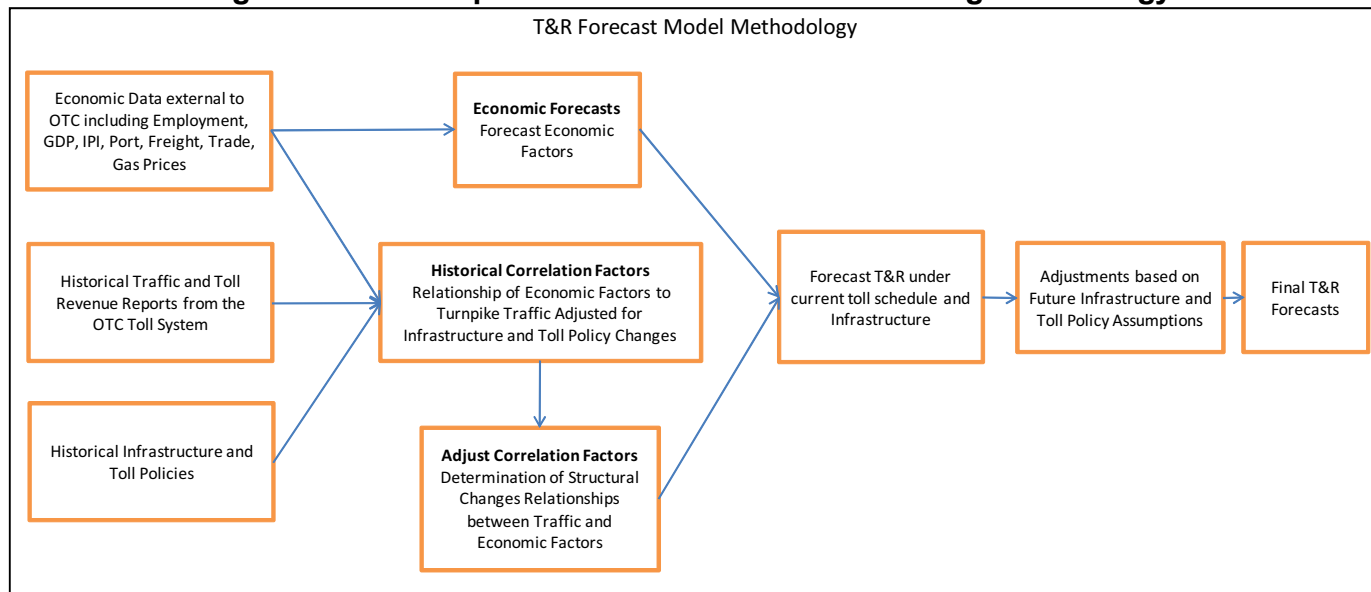 T&R Forecast Model Methodology
Economic Data external to
OTC including Employment,
GDP, IPI, Port, Freight, Trade,
Gas Prices
Economic Forecasts
Forecast Economic
Factors
Historical Traffic and Toll
Revenue Reports from the
OTC Toll System
Historical Correlation Factors
Relationship of Economic Factors to
Turnpike Traffic Adjusted for
Infrastructure and Toll Policy Changes
Forecast T&R under
current toll schedule and
Infrastructure
Adjustments based on
Future Infrastructure and
Toll Policy Assumptions
Final T&R
Forecasts
Historical Infrastructure and
Toll Policies
Adjust Correlation Factors
Determination of Structural
Changes Relationships
between Traffic and
Economic Factors